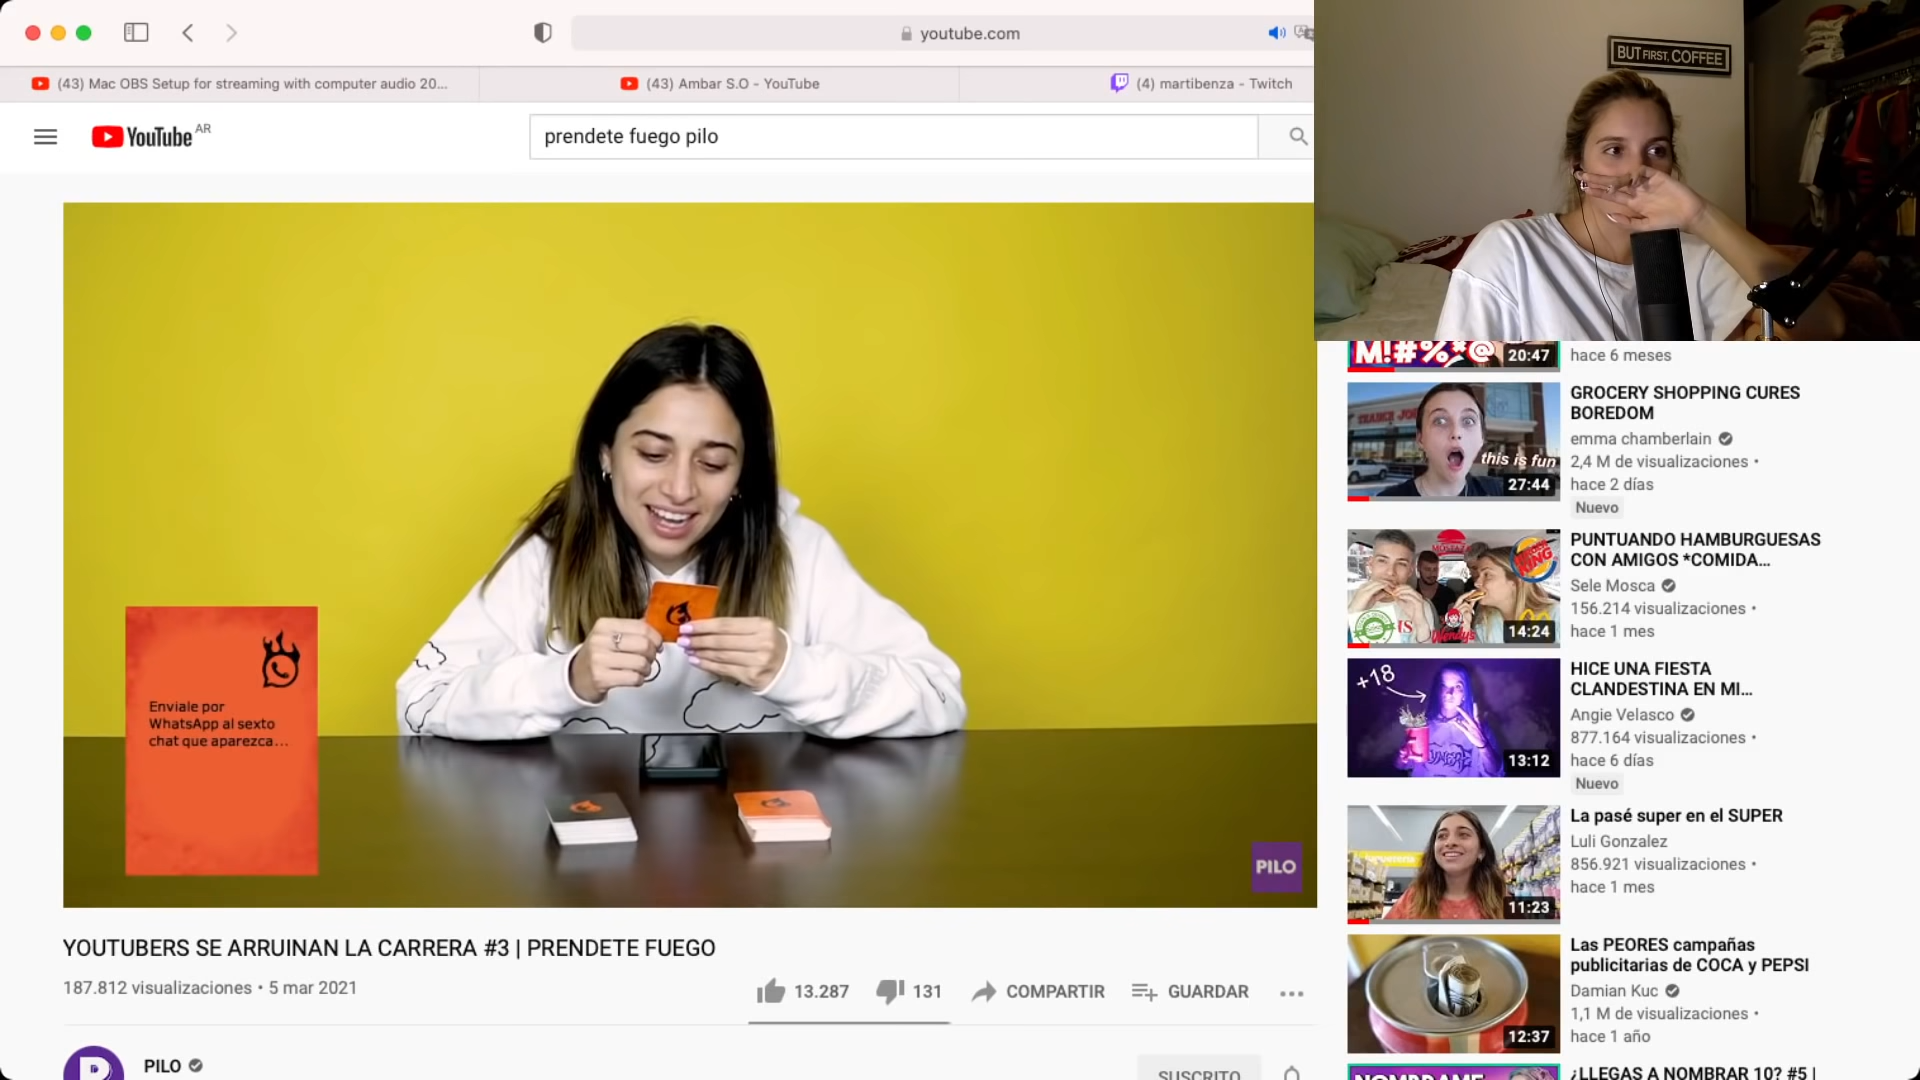 youtube.com
(43) Mac OBS Setup for streaming with computer audio 20...
(43) Ambar S.O - YouTube
(4) martibenza - Twitch
YouTube AR
prendete fuego pilo
BUT FIRST, COFFEE
Envíale por
WhatsApp al sexto
chat que aparezca...
PILO
YOUTUBERS SE ARRUINAN LA CARRERA #3 | PRENDETE FUEGO
187.812 visualizaciones • 5 mar 2021
13.287
131
COMPARTIR
GUARDAR
PILO
SUSCRITO
M!#%*@
20:47
hace 6 meses
this is fun
27:44
GROCERY SHOPPING CURES
BOREDOM
emma chamberlain
2,4 M de visualizaciones •
hace 2 días
Nuevo
BURGER KING
Wendy's
14:24
PUNTUANDO HAMBURGUESAS
CON AMIGOS *COMIDA...
Sele Mosca
156.214 visualizaciones •
hace 1 mes
+18
13:12
HICE UNA FIESTA
CLANDESTINA EN MI...
Angie Velasco
877.164 visualizaciones •
hace 6 días
Nuevo
11:23
La pasé super en el SUPER
Luli Gonzalez
856.921 visualizaciones •
hace 1 mes
12:37
Las PEORES campañas
publicitarias de COCA y PEPSI
Damian Kuc
1,1 M de visualizaciones •
hace 1 año
NOMBRAME
¿LLEGAS A NOMBRAR 10? #5 |